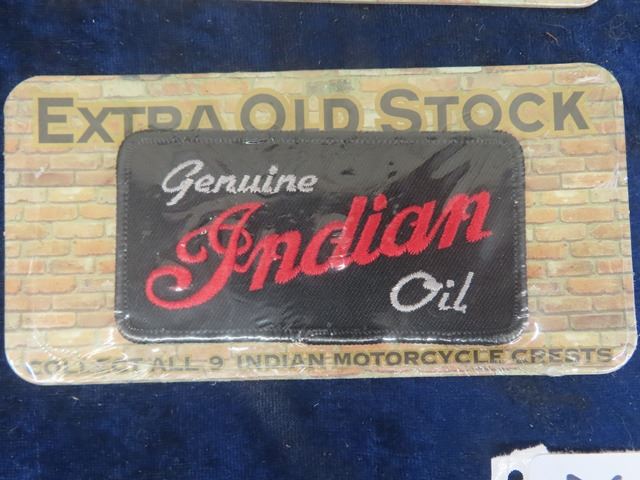 EXTRA OLD STOCK
Genuine
Indian
Oil
COLLECT ALL 9 INDIAN MOTORCYCLE CRESTS